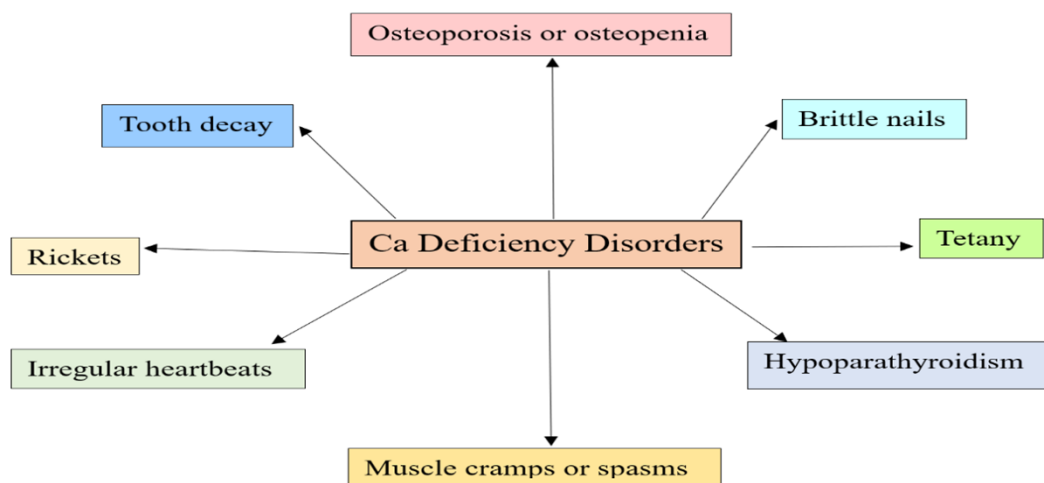 Osteoporosis or osteopenia
Tooth decay
Brittle nails
Ca Deficiency Disorders
Rickets
Tetany
Irregular heartbeats
Hypoparathyroidism
Muscle cramps or spasms